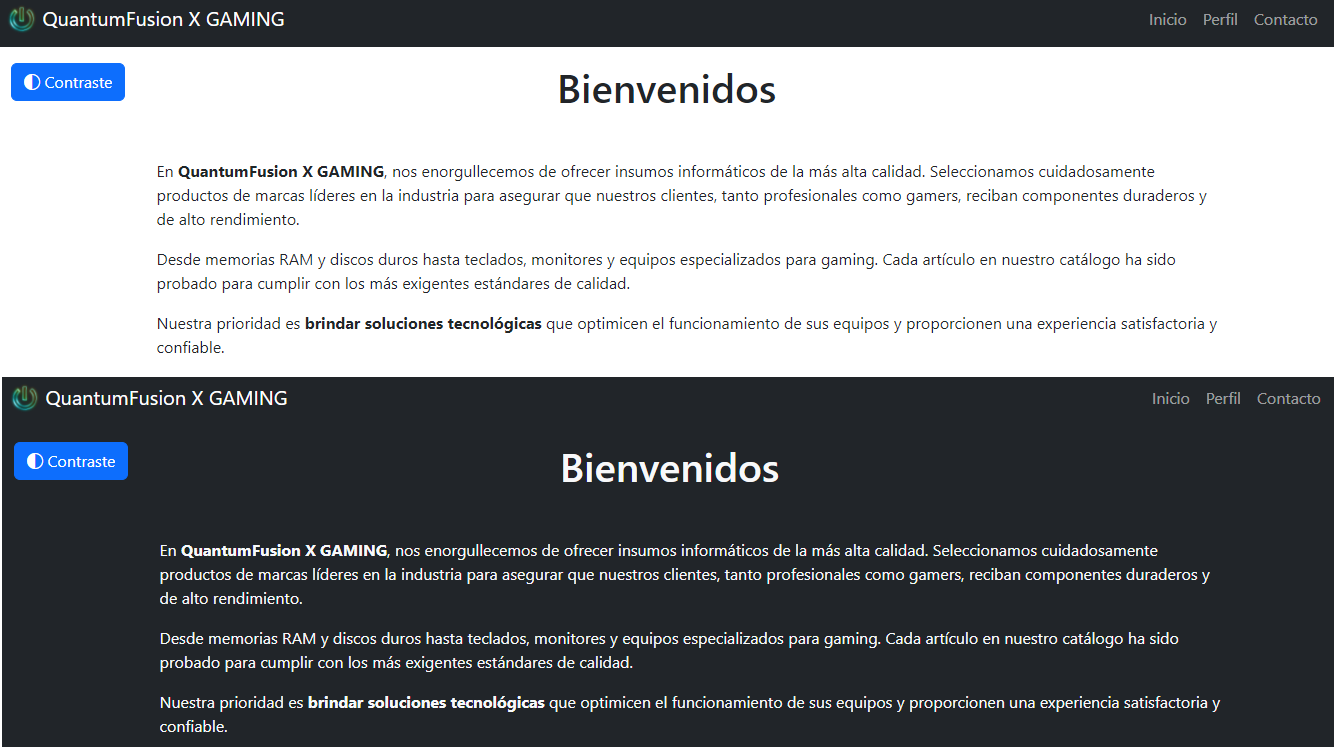 QuantumFusion X GAMING
Inicio Perfil Contacto
Contraste
Bienvenidos
En QuantumFusion X GAMING, nos enorgullecemos de ofrecer insumos informáticos de la más alta calidad. Seleccionamos cuidadosamente
productos de marcas líderes en la industria para asegurar que nuestros clientes, tanto profesionales como gamers, reciban componentes duraderos y
de alto rendimiento.
Desde memorias RAM y discos duros hasta teclados, monitores y equipos especializados para gaming. Cada artículo en nuestro catálogo ha sido
probado para cumplir con los más exigentes estándares de calidad.
Nuestra prioridad es brindar soluciones tecnológicas que optimicen el funcionamiento de sus equipos y proporcionen una experiencia satisfactoria y
confiable.
QuantumFusion X GAMING
Inicio Perfil Contacto
Contraste
Bienvenidos
En QuantumFusion X GAMING, nos enorgullecemos de ofrecer insumos informáticos de la más alta calidad. Seleccionamos cuidadosamente
productos de marcas líderes en la industria para asegurar que nuestros clientes, tanto profesionales como gamers, reciban componentes duraderos y
de alto rendimiento.
Desde memorias RAM y discos duros hasta teclados, monitores y equipos especializados para gaming. Cada artículo en nuestro catálogo ha sido
probado para cumplir con los más exigentes estándares de calidad.
Nuestra prioridad es brindar soluciones tecnológicas que optimicen el funcionamiento de sus equipos y proporcionen una experiencia satisfactoria y
confiable.